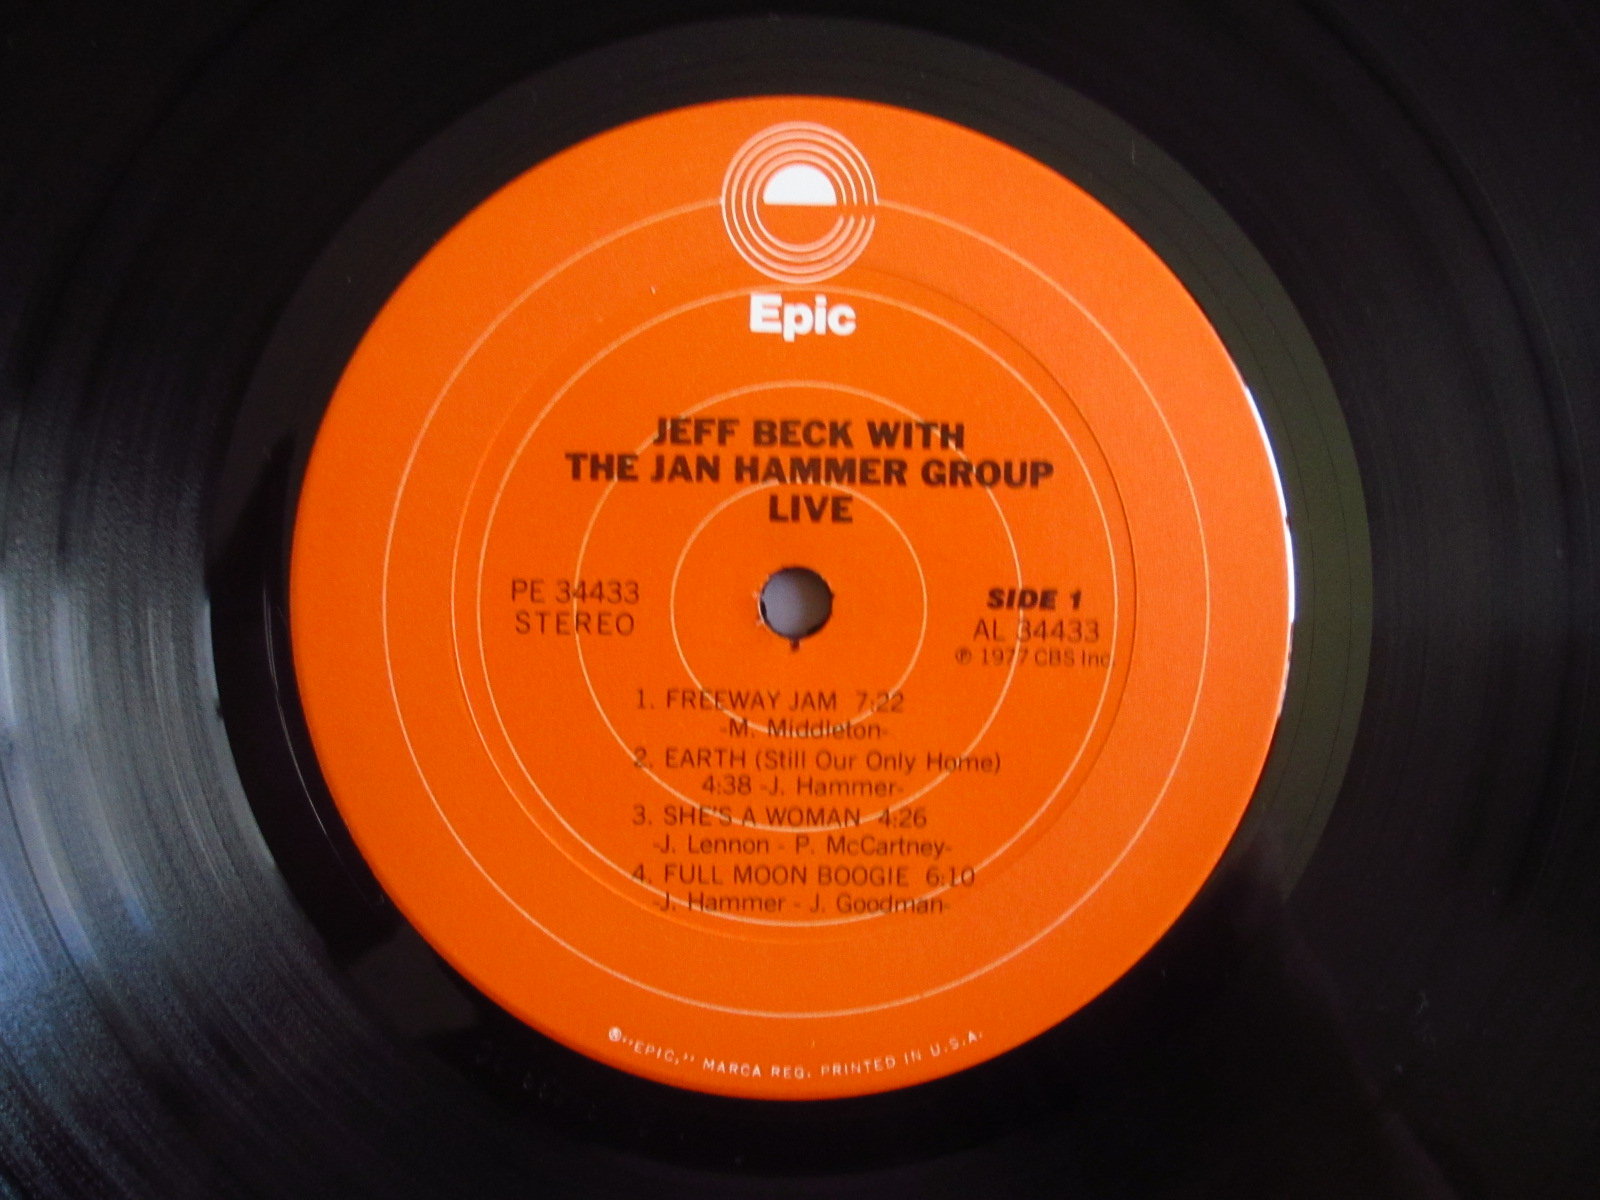 Epic
JEFF BECK WITH
THE JAN HAMMER GROUP
LIVE
PE 34433
STEREO
SIDE 1
AL 34433
℗ 1977 CBS Inc.
1. FREEWAY JAM 7:22
-M. Middleton-
2. EARTH (Still Our Only Home)
4:38 -J. Hammer-
3. SHE'S A WOMAN 4:26
-J. Lennon - P. McCartney-
4. FULL MOON BOOGIE 6:10
-J. Hammer - J. Goodman-
®"EPIC," MARCA REG. PRINTED IN U.S.A.